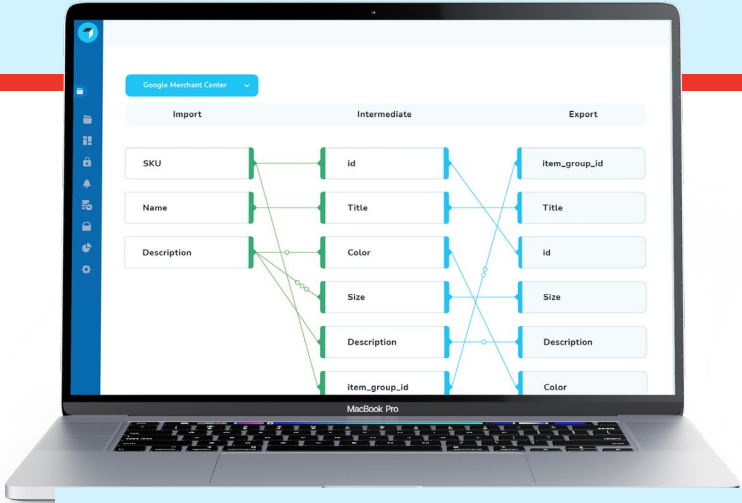 Google Merchant Center
Import Intermediate Export
SKU id item_group_id
Name Title Title
Description Color id
Size Size
Description Description
item_group_id Color
MacBook Pro